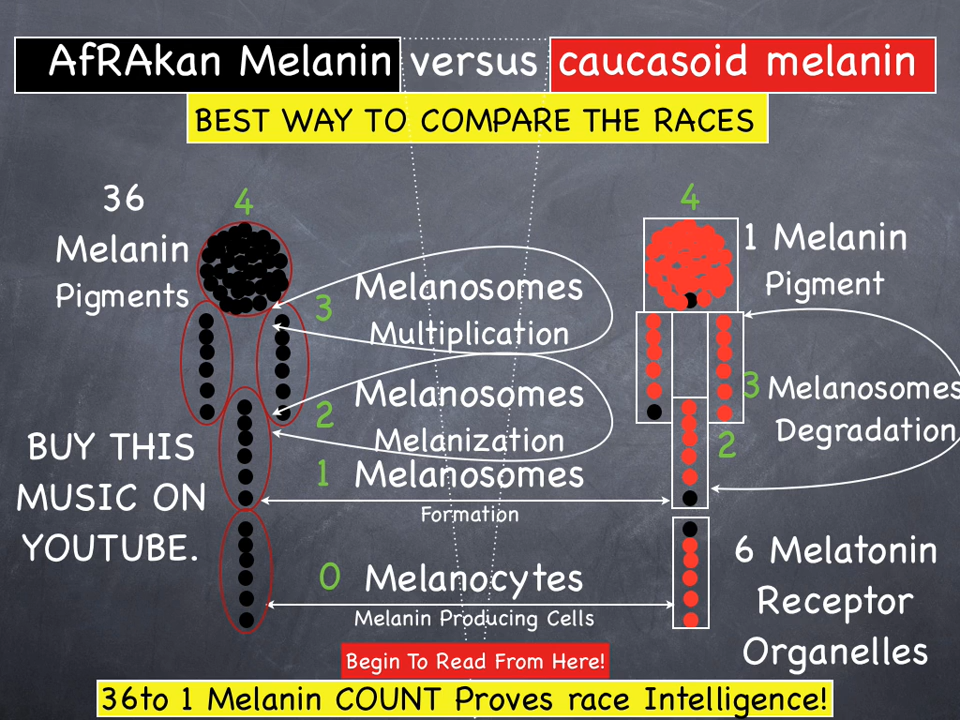 AfRAkan Melanin versus caucasoid melanin
BEST WAY TO COMPARE THE RACES
36
Melanin
Pigments
4
4
1 Melanin
Pigment
3
Melanosomes
Multiplication
2
Melanosomes
Melanization
3
Melanosomes
Degradation
2
BUY THIS
MUSIC ON
YOUTUBE.
1
Melanosomes
Formation
0
Melanocytes
Melanin Producing Cells
6 Melatonin
Receptor
Organelles
Begin To Read From Here!
36to 1 Melanin COUNT Proves race Intelligence!